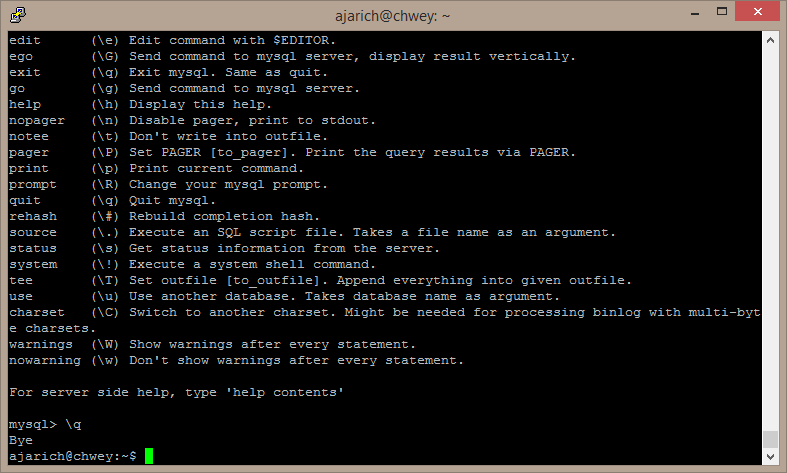 ajarich@chwey: ~
edit      (\e) Edit command with $EDITOR.
ego       (\G) Send command to mysql server, display result vertically.
exit      (\q) Exit mysql. Same as quit.
go        (\g) Send command to mysql server.
help      (\h) Display this help.
nopager   (\n) Disable pager, print to stdout.
notee     (\t) Don't write into outfile.
pager     (\P) Set PAGER [to_pager]. Print the query results via PAGER.
print     (\p) Print current command.
prompt    (\R) Change your mysql prompt.
quit      (\q) Quit mysql.
rehash    (\#) Rebuild completion hash.
source    (\.) Execute an SQL script file. Takes a file name as an argument.
status    (\s) Get status information from the server.
system    (\!) Execute a system shell command.
tee       (\T) Set outfile [to_outfile]. Append everything into given outfile.
use       (\u) Use another database. Takes database name as argument.
charset   (\C) Switch to another charset. Might be needed for processing binlog with multi-byt
e charsets.
warnings  (\W) Show warnings after every statement.
nowarning (\w) Don't show warnings after every statement.
For server side help, type 'help contents'
mysql> \q
Bye
ajarich@chwey:~$